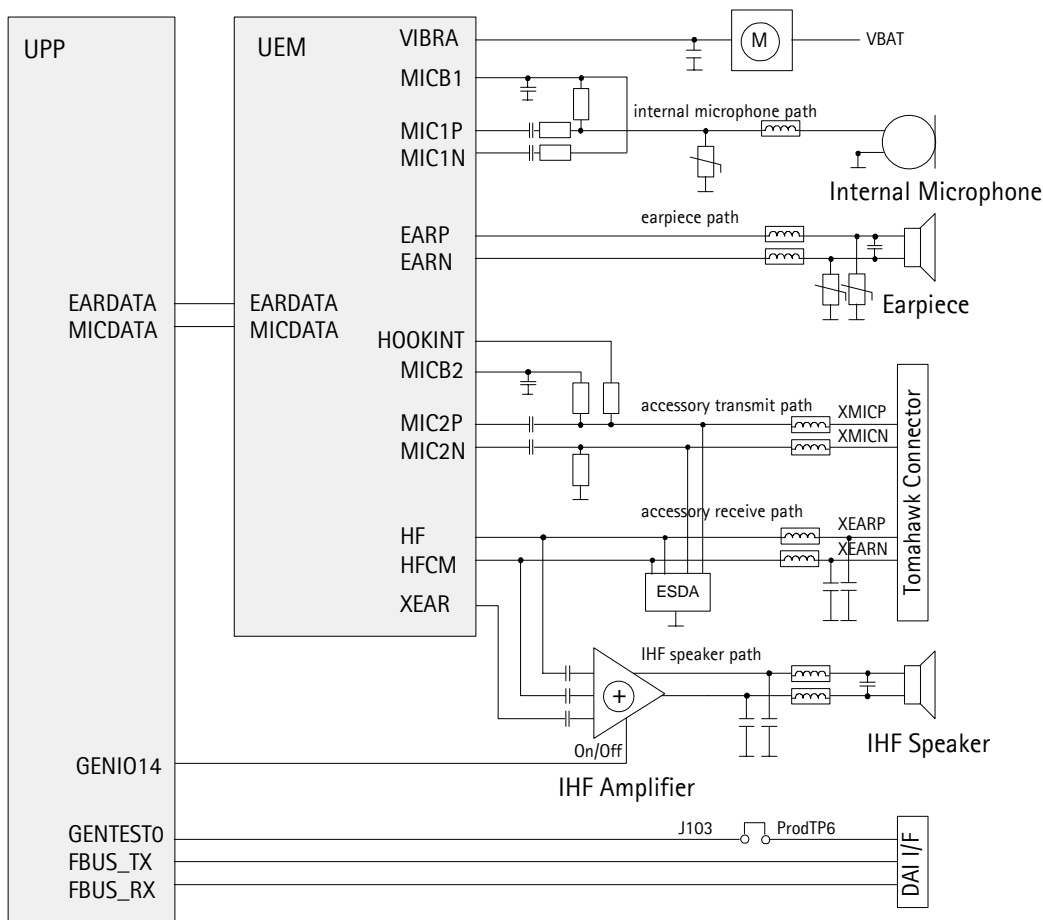 UPP
UEM
VIBRA
M
VBAT
MICB1
internal microphone path
MIC1P
MIC1N
Internal Microphone
earpiece path
EARP
EARN
Earpiece
EARDATA
MICDATA
EARDATA
MICDATA
HOOKINT
MICB2
accessory transmit path
XMICP
MIC2P
XMICN
MIC2N
Tomahawk Connector
accessory receive path
XEARP
HF
XEARN
HFCM
ESDA
XEAR
IHF speaker path
+
On/Off
IHF Speaker
GENIO14
IHF Amplifier
GENTEST0
J103
ProdTP6
FBUS_TX
FBUS_RX
DAI I/F